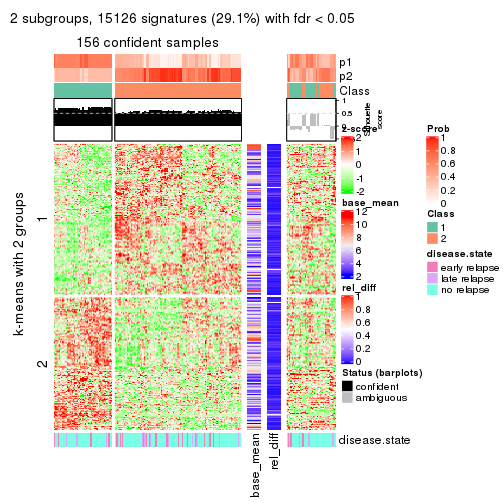 2 subgroups, 15126 signatures (29.1%) with fdr < 0.05
156 confident samples
p1
p2
Class
1
0.5
0
Silhouette
score
k-means with 2 groups
1
2
base_mean
rel_diff
disease.state
z-score
2
1
0
-1
-2
base_mean
12
10
8
6
4
2
rel_diff
1
0.8
0.6
0.4
0.2
0
Status (barplots)
confident
ambiguous
Prob
1
0.8
0.6
0.4
0.2
0
Class
1
2
disease.state
early relapse
late relapse
no relapse